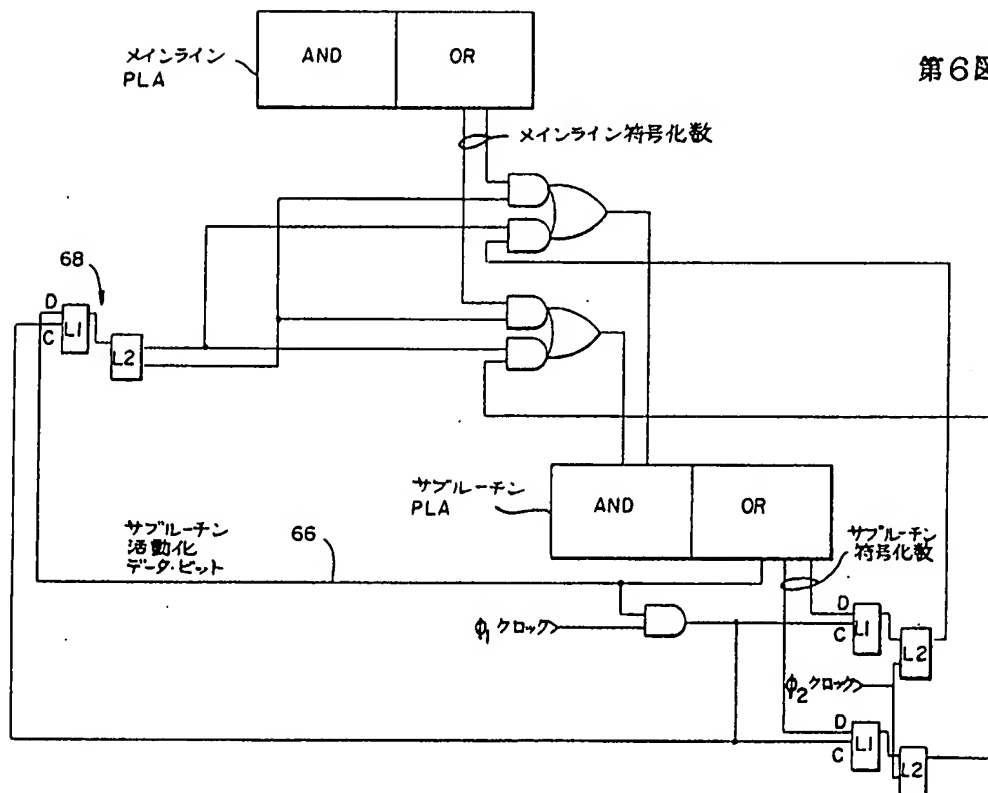 メインライン
PLA
AND
OR
第6図
メインライン符号化数
68
D
C
L1
L2
サブルーチン
PLA
AND
OR
サブルーチン
活動化
データ・ビット
66
サブルーチン
符号化数
φ1 クロック
D
C
L1
L2
φ2 クロック
D
C
L1
L2